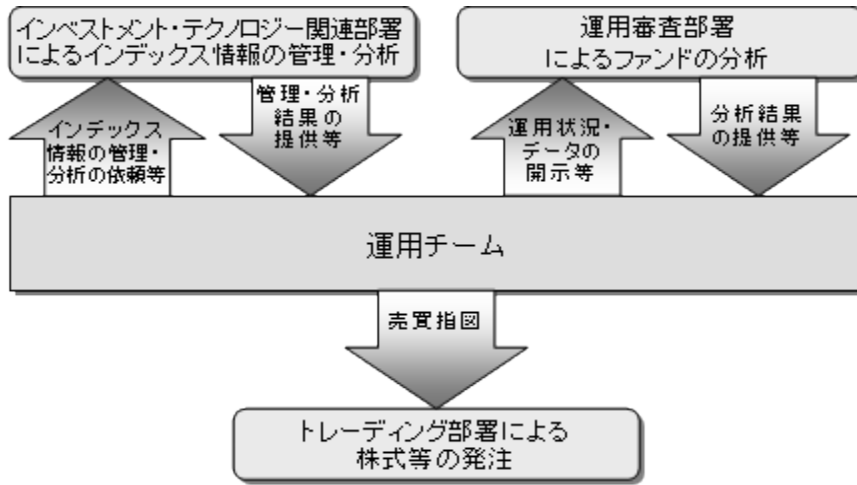 インベストメント・テクノロジー関連部署
によるインデックス情報の管理・分析
運用審査部署
によるファンドの分析
インデックス
情報の管理・
分析の依頼等
管理・分析
結果の
提供等
運用状況・
データの
開示等
分析結果
の提供等
運用チーム
売買指図
トレーディング部署による
株式等の発注